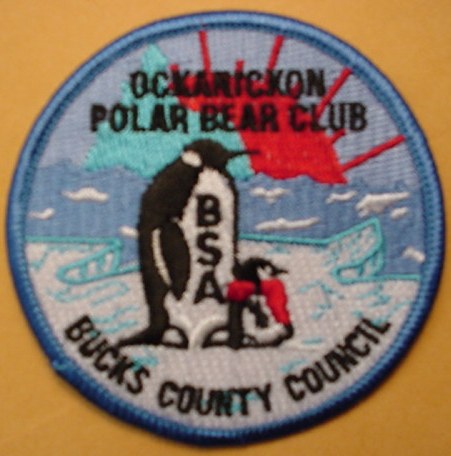 OCKANICKON
POLAR BEAR CLUB
BSA
BUCKS COUNTY COUNCIL